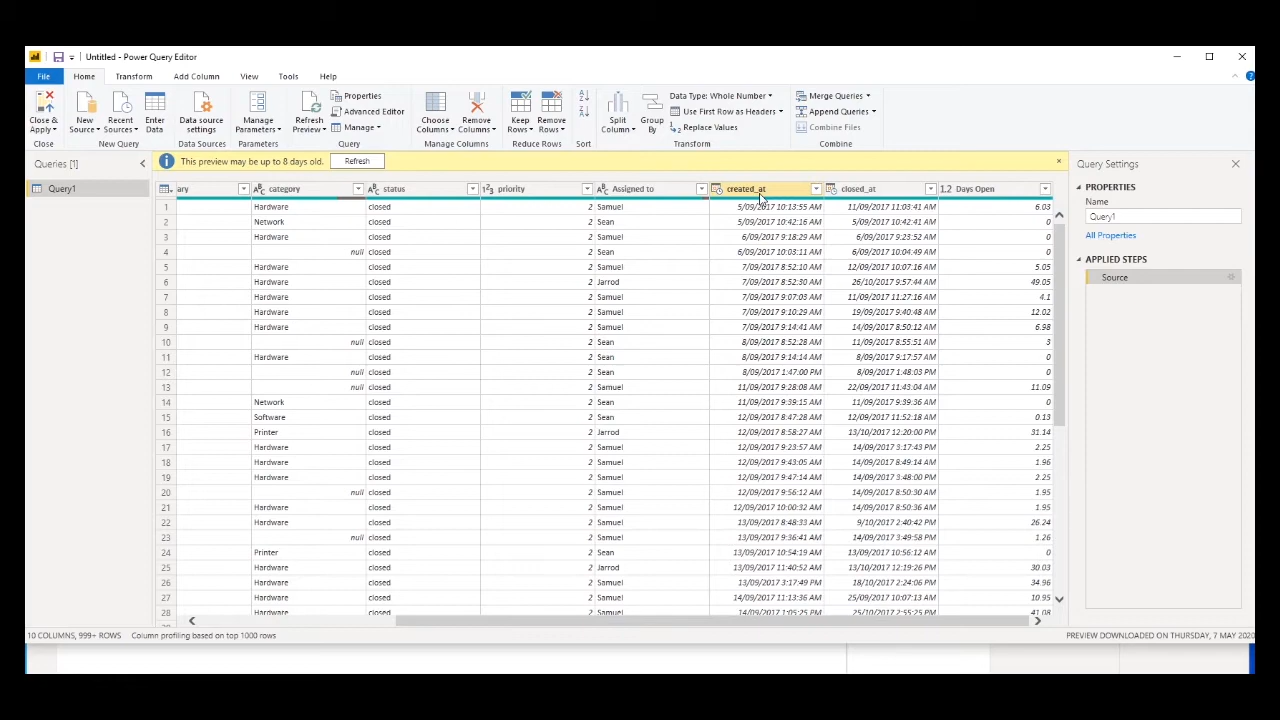 Untitled - Power Query Editor
File Home Transform Add Column View Tools Help
Close & Apply New Source Recent Sources Enter Data Data source settings Manage Parameters Refresh Preview Properties Advanced Editor Manage Choose Columns Remove Columns Keep Rows Remove Rows Split Column Group By Data Type: Whole Number Use First Row as Headers Replace Values Merge Queries Append Queries Combine Files
Close New Query Data Sources Parameters Query Manage Columns Reduce Rows Sort Transform Combine
Queries [1]
Query1
This preview may be up to 8 days old. Refresh
ary category status priority Assigned to created_at closed_at Days Open
1 Hardware closed 2 Samuel 5/09/2017 10:13:55 AM 11/09/2017 11:03:41 AM 6.03
2 Network closed 2 Sean 5/09/2017 10:42:16 AM 5/09/2017 10:42:41 AM 0
3 Hardware closed 2 Samuel 6/09/2017 9:18:29 AM 6/09/2017 9:23:52 AM 0
4 null closed 2 Sean 6/09/2017 10:03:11 AM 6/09/2017 10:04:49 AM 0
5 Hardware closed 2 Samuel 7/09/2017 8:52:10 AM 12/09/2017 10:07:16 AM 5.05
6 Hardware closed 2 Jarrod 7/09/2017 8:52:30 AM 26/10/2017 9:57:44 AM 49.05
7 Hardware closed 2 Samuel 7/09/2017 9:07:03 AM 11/09/2017 11:27:16 AM 4.1
8 Hardware closed 2 Samuel 7/09/2017 9:10:29 AM 19/09/2017 9:40:48 AM 12.02
9 Hardware closed 2 Samuel 7/09/2017 9:14:41 AM 14/09/2017 8:50:12 AM 6.98
10 null closed 2 Sean 8/09/2017 8:52:28 AM 11/09/2017 8:55:51 AM 3
11 Hardware closed 2 Sean 8/09/2017 9:14:14 AM 8/09/2017 9:17:57 AM 0
12 null closed 2 Sean 8/09/2017 1:47:00 PM 8/09/2017 1:48:03 PM 0
13 null closed 2 Samuel 11/09/2017 9:28:08 AM 22/09/2017 11:43:04 AM 11.09
14 Network closed 2 Sean 11/09/2017 9:39:15 AM 11/09/2017 9:39:36 AM 0
15 Software closed 2 Sean 12/09/2017 8:47:28 AM 12/09/2017 11:52:18 AM 0.13
16 Printer closed 2 Jarrod 12/09/2017 8:58:27 AM 13/10/2017 12:20:00 PM 31.14
17 Hardware closed 2 Samuel 12/09/2017 9:23:57 AM 14/09/2017 3:17:43 PM 2.25
18 Hardware closed 2 Samuel 12/09/2017 9:43:05 AM 14/09/2017 8:49:14 AM 1.96
19 Hardware closed 2 Samuel 12/09/2017 9:47:14 AM 14/09/2017 3:48:00 PM 2.25
20 null closed 2 Samuel 12/09/2017 9:56:12 AM 14/09/2017 8:50:30 AM 1.95
21 Hardware closed 2 Samuel 12/09/2017 10:00:32 AM 14/09/2017 8:50:36 AM 1.95
22 Hardware closed 2 Samuel 13/09/2017 8:48:33 AM 9/10/2017 2:40:42 PM 26.24
23 null closed 2 Samuel 13/09/2017 9:36:41 AM 14/09/2017 3:49:58 PM 1.26
24 Printer closed 2 Sean 13/09/2017 10:54:19 AM 13/09/2017 10:56:12 AM 0
25 Hardware closed 2 Jarrod 13/09/2017 11:40:52 AM 13/10/2017 12:19:26 PM 30.03
26 Hardware closed 2 Samuel 13/09/2017 3:17:49 PM 18/10/2017 2:24:06 PM 34.96
27 Hardware closed 2 Samuel 14/09/2017 11:13:36 AM 25/09/2017 10:07:13 AM 10.95
28 Hardware closed 2 Samuel 14/09/2017 1:05:25 PM 25/10/2017 2:55:25 PM 41.08
Query Settings
PROPERTIES
Name
Query1
All Properties
APPLIED STEPS
Source
10 COLUMNS, 999+ ROWS Column profiling based on top 1000 rows PREVIEW DOWNLOADED ON THURSDAY, 7 MAY 2020